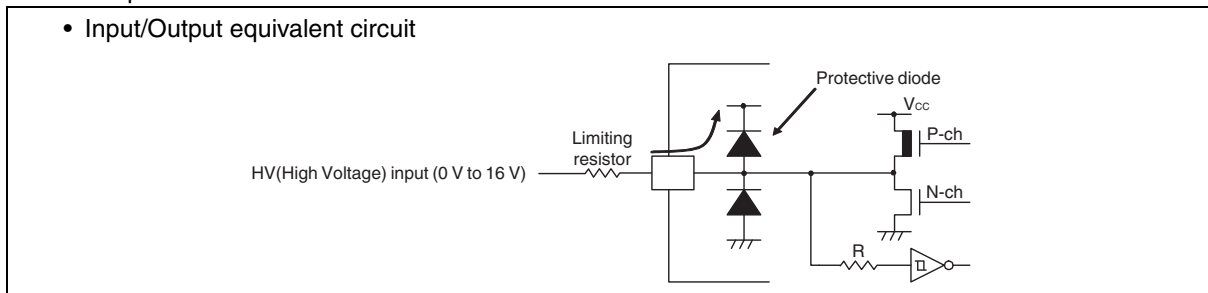 • Input/Output equivalent circuit
Protective diode
Vcc
P-ch
Limiting
resistor
HV(High Voltage) input (0 V to 16 V)
N-ch
R